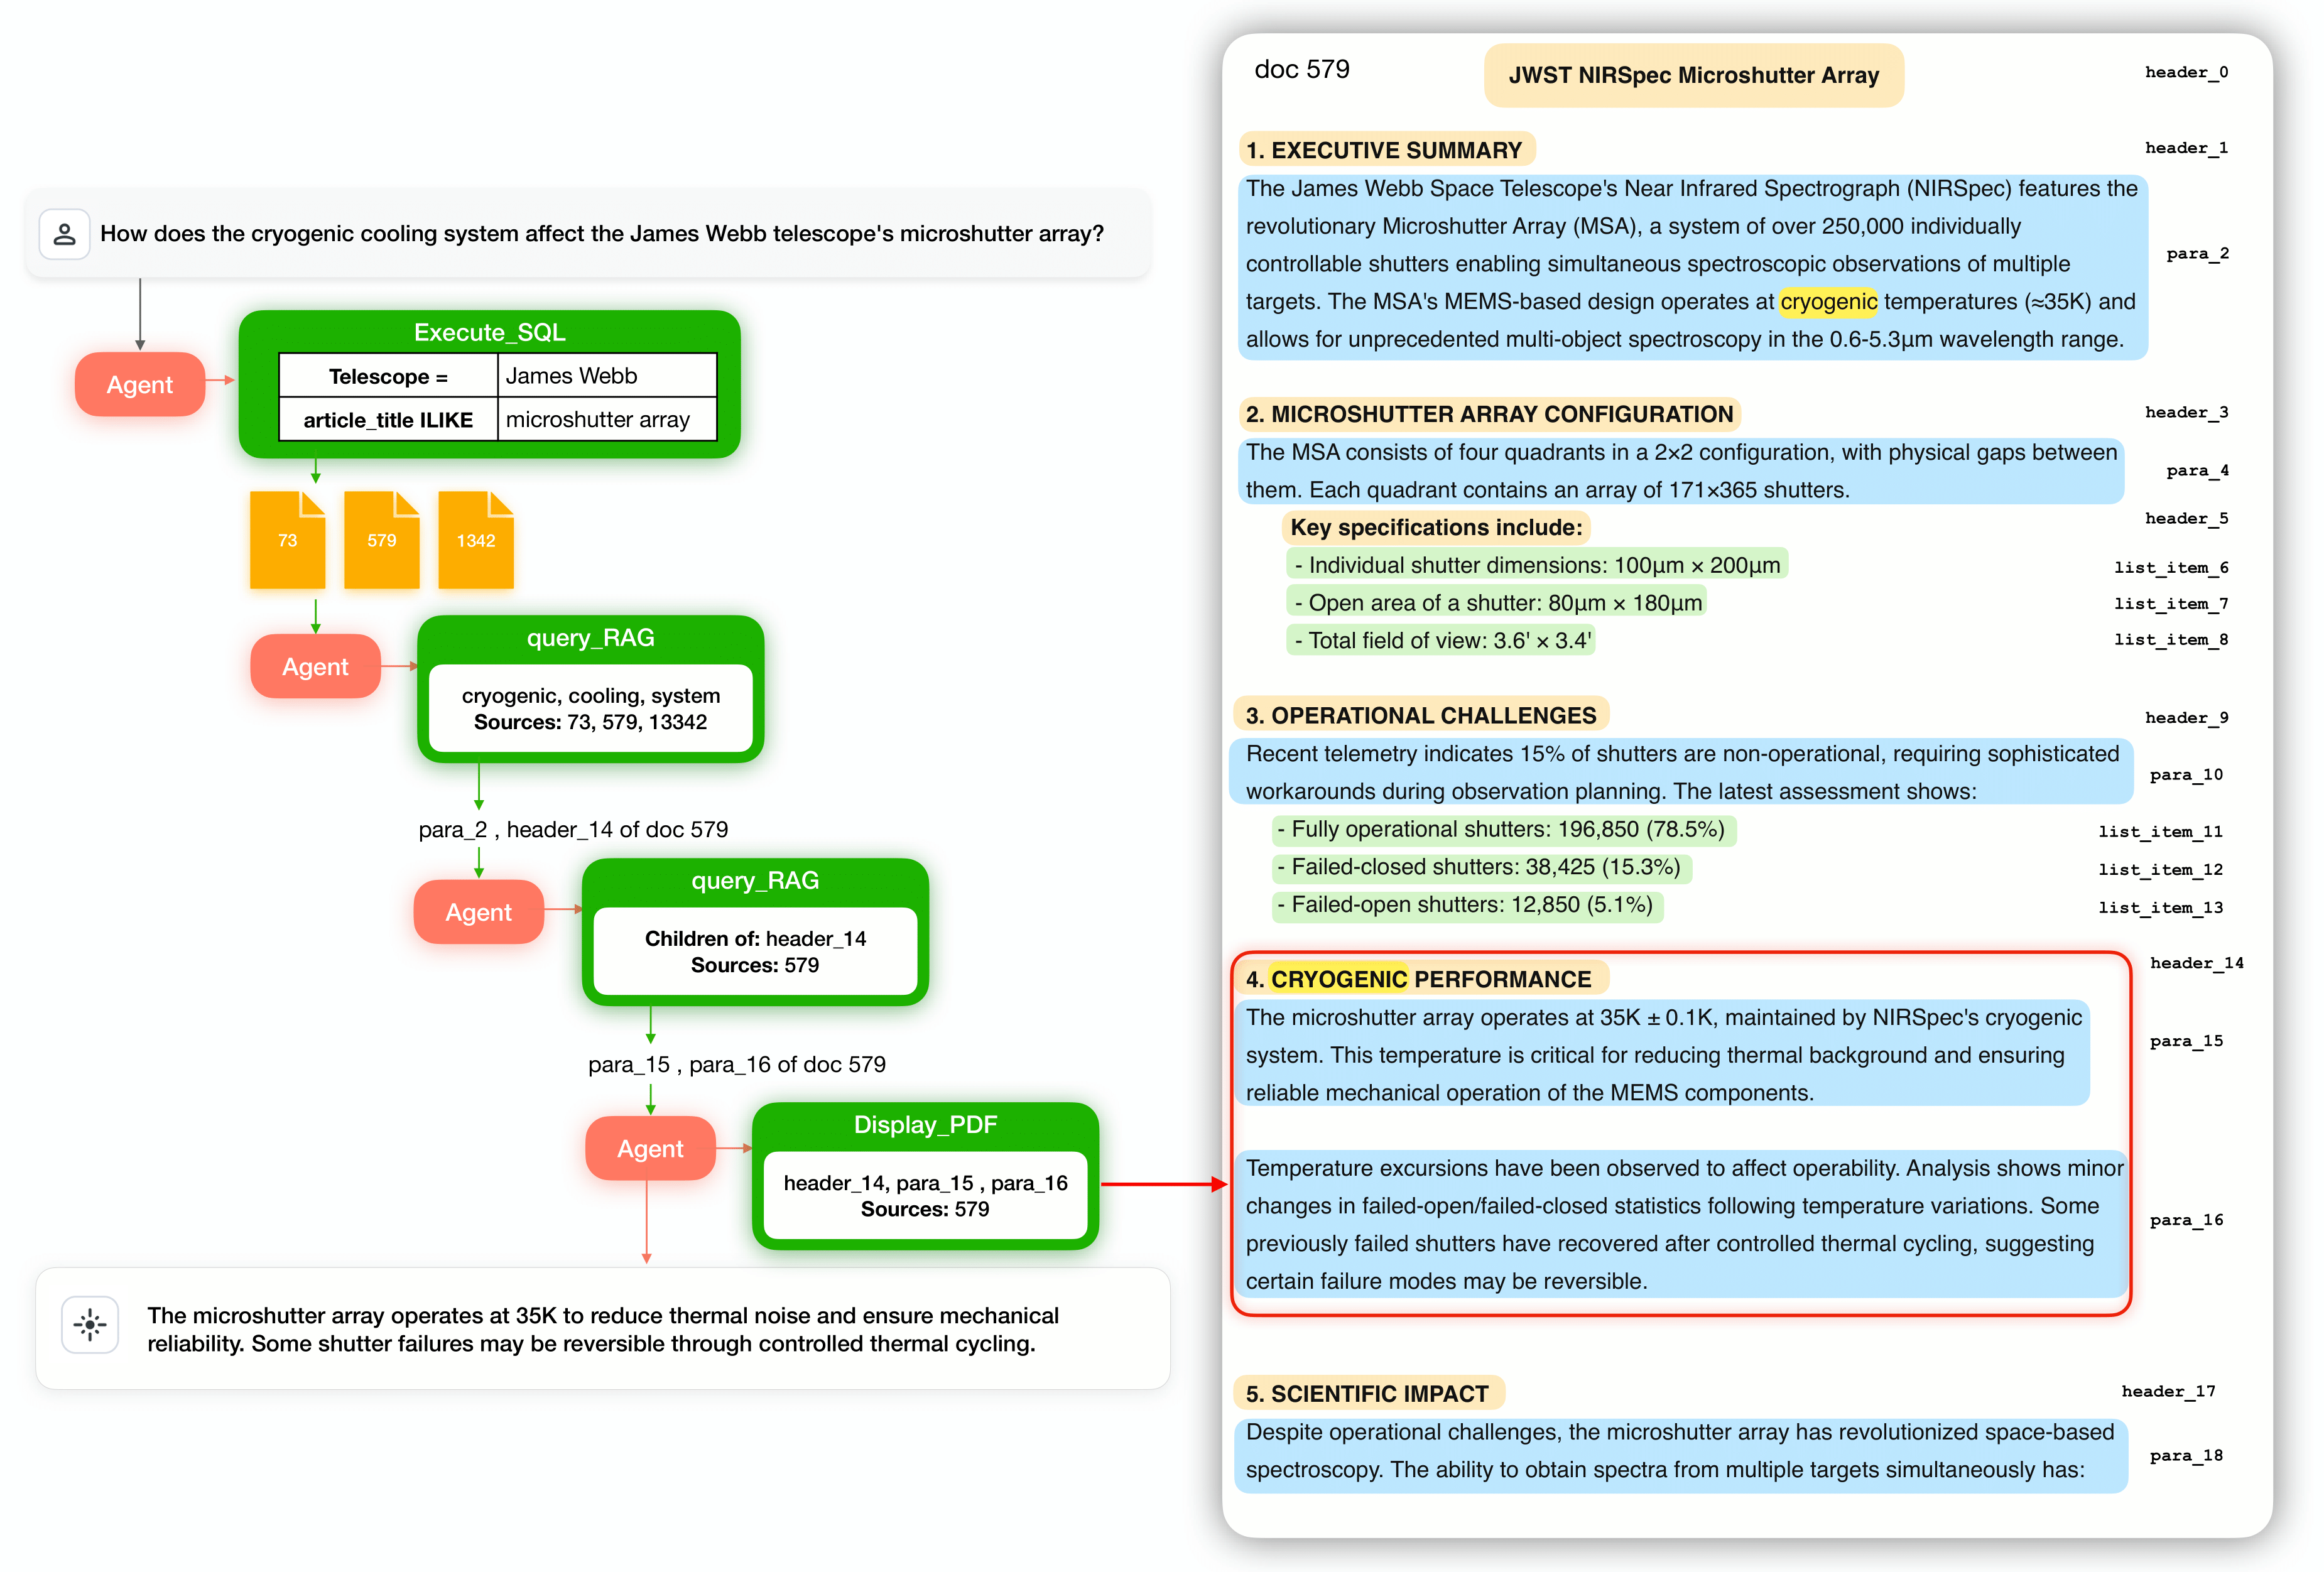 How does the cryogenic cooling system affect the James Webb telescope's microshutter array?
Agent
Execute_SQL
Telescope = James Webb
article_title ILIKE microshutter array
73 579 1342
Agent
query_RAG
cryogenic, cooling, system
Sources: 73, 579, 13342
para_2 , header_14 of doc 579
Agent
query_RAG
Children of: header_14
Sources: 579
para_15 , para_16 of doc 579
Agent
Display_PDF
header_14, para_15 , para_16
Sources: 579
The microshutter array operates at 35K to reduce thermal noise and ensure mechanical
reliability. Some shutter failures may be reversible through controlled thermal cycling.
doc 579
JWST NIRSpec Microshutter Array
header_0
1. EXECUTIVE SUMMARY
header_1
The James Webb Space Telescope's Near Infrared Spectrograph (NIRSpec) features the
revolutionary Microshutter Array (MSA), a system of over 250,000 individually
controllable shutters enabling simultaneous spectroscopic observations of multiple
targets. The MSA's MEMS-based design operates at cryogenic temperatures (≈35K) and
allows for unprecedented multi-object spectroscopy in the 0.6-5.3μm wavelength range.
para_2
2. MICROSHUTTER ARRAY CONFIGURATION
header_3
The MSA consists of four quadrants in a 2×2 configuration, with physical gaps between
them. Each quadrant contains an array of 171×365 shutters.
para_4
Key specifications include:
header_5
- Individual shutter dimensions: 100μm × 200μm
list_item_6
- Open area of a shutter: 80μm × 180μm
list_item_7
- Total field of view: 3.6' × 3.4'
list_item_8
3. OPERATIONAL CHALLENGES
header_9
Recent telemetry indicates 15% of shutters are non-operational, requiring sophisticated
workarounds during observation planning. The latest assessment shows:
para_10
- Fully operational shutters: 196,850 (78.5%)
list_item_11
- Failed-closed shutters: 38,425 (15.3%)
list_item_12
- Failed-open shutters: 12,850 (5.1%)
list_item_13
4. CRYOGENIC PERFORMANCE
header_14
The microshutter array operates at 35K ± 0.1K, maintained by NIRSpec's cryogenic
system. This temperature is critical for reducing thermal background and ensuring
reliable mechanical operation of the MEMS components.
para_15
Temperature excursions have been observed to affect operability. Analysis shows minor
changes in failed-open/failed-closed statistics following temperature variations. Some
previously failed shutters have recovered after controlled thermal cycling, suggesting
certain failure modes may be reversible.
para_16
5. SCIENTIFIC IMPACT
header_17
Despite operational challenges, the microshutter array has revolutionized space-based
spectroscopy. The ability to obtain spectra from multiple targets simultaneously has:
para_18